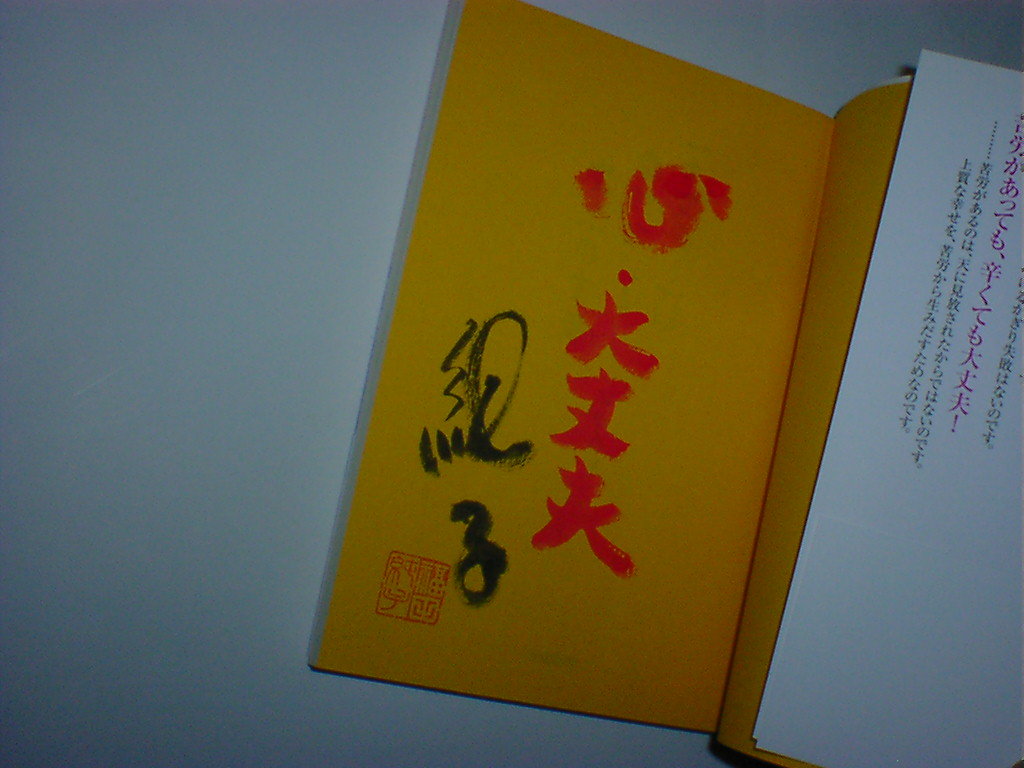 苦労があっても、辛くても大丈夫!
苦労があるのは、天に見放されたからではないのです。
上質な幸せを、苦労から生みだすためなのです。
心・大丈夫
純子